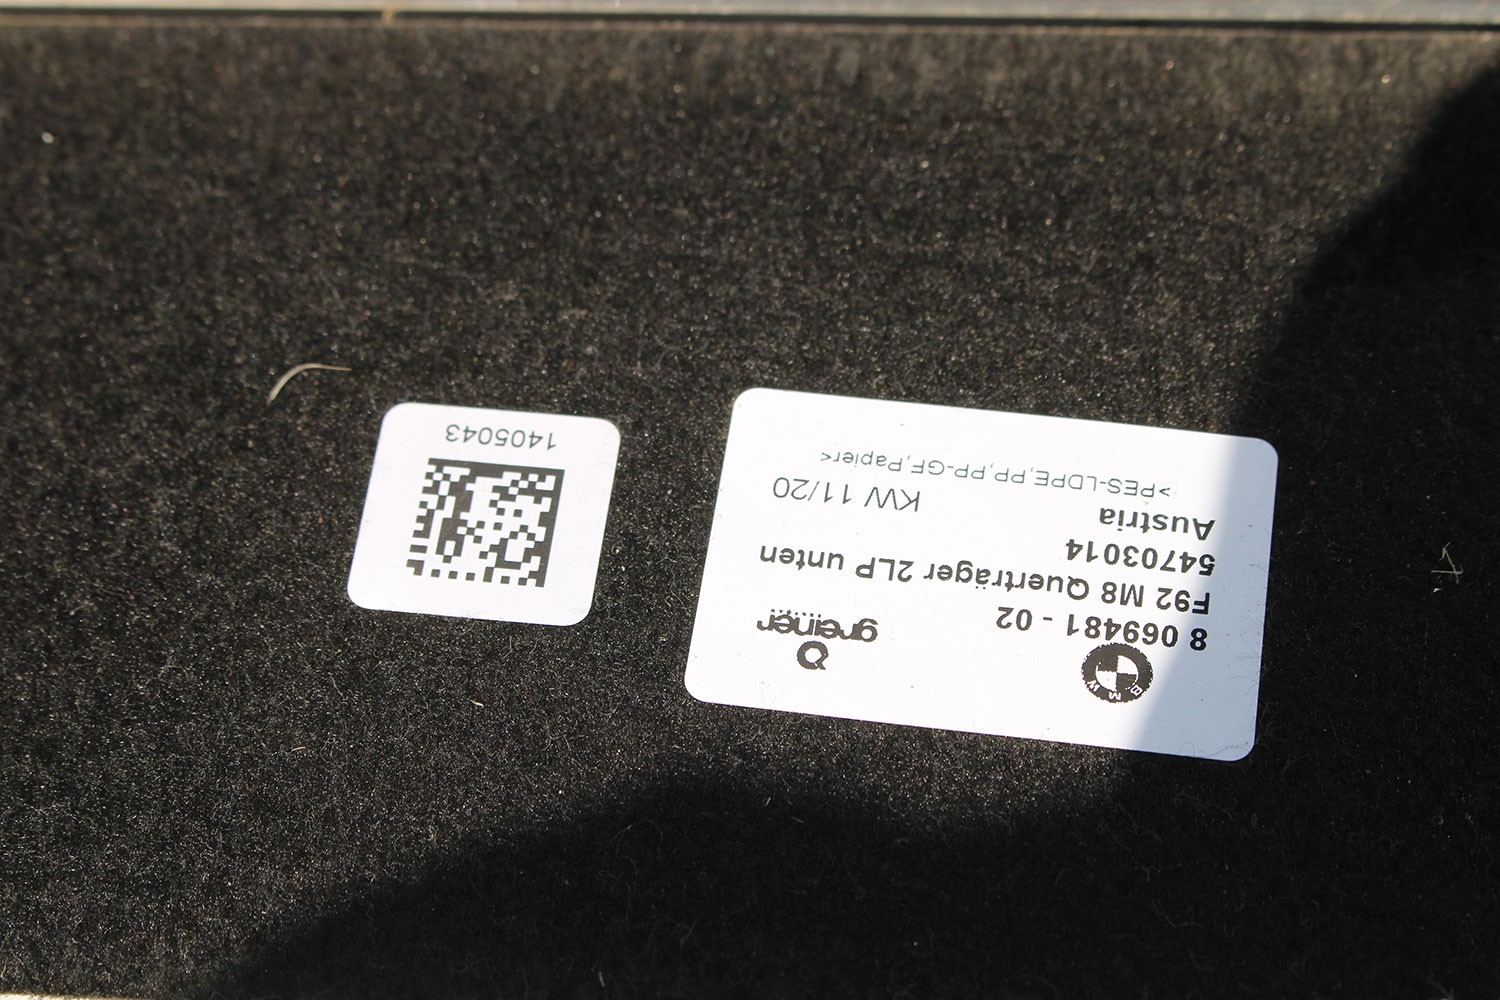 B M W
greiner
8 069481 - 02
F92 M8 Querträger 2LP unten
54703014
Austria
KW 11/20
>PES-LDPE,PP,PP-GF,Papier<
1405043